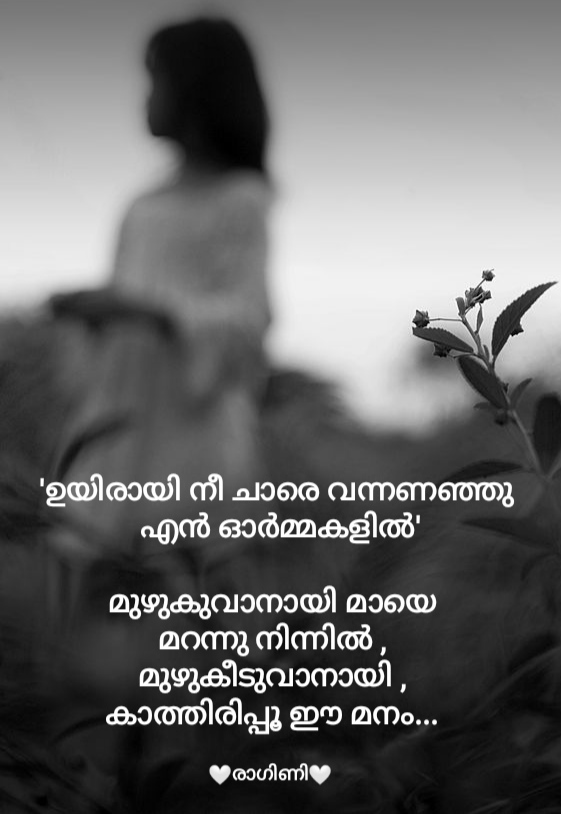 'ഉയിരായി നീ ചാരെ വന്നണഞ്ഞു
എൻ ഓർമ്മകളിൽ'
മുഴുകുവാനായി മായെ
മറന്നു നിന്നിൽ ,
മുഴുകീടുവാനായി ,
കാത്തിരിപ്പൂ ഈ മനം...
🤍രാഗിണി🤍